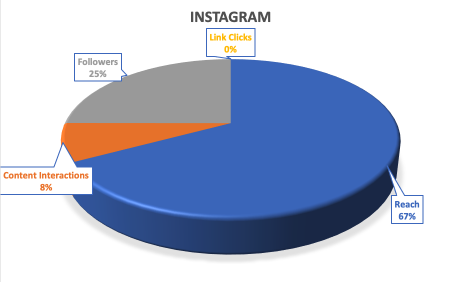 INSTAGRAM
Link Clicks
0%
Followers
25%
Content Interactions
8%
Reach
67%